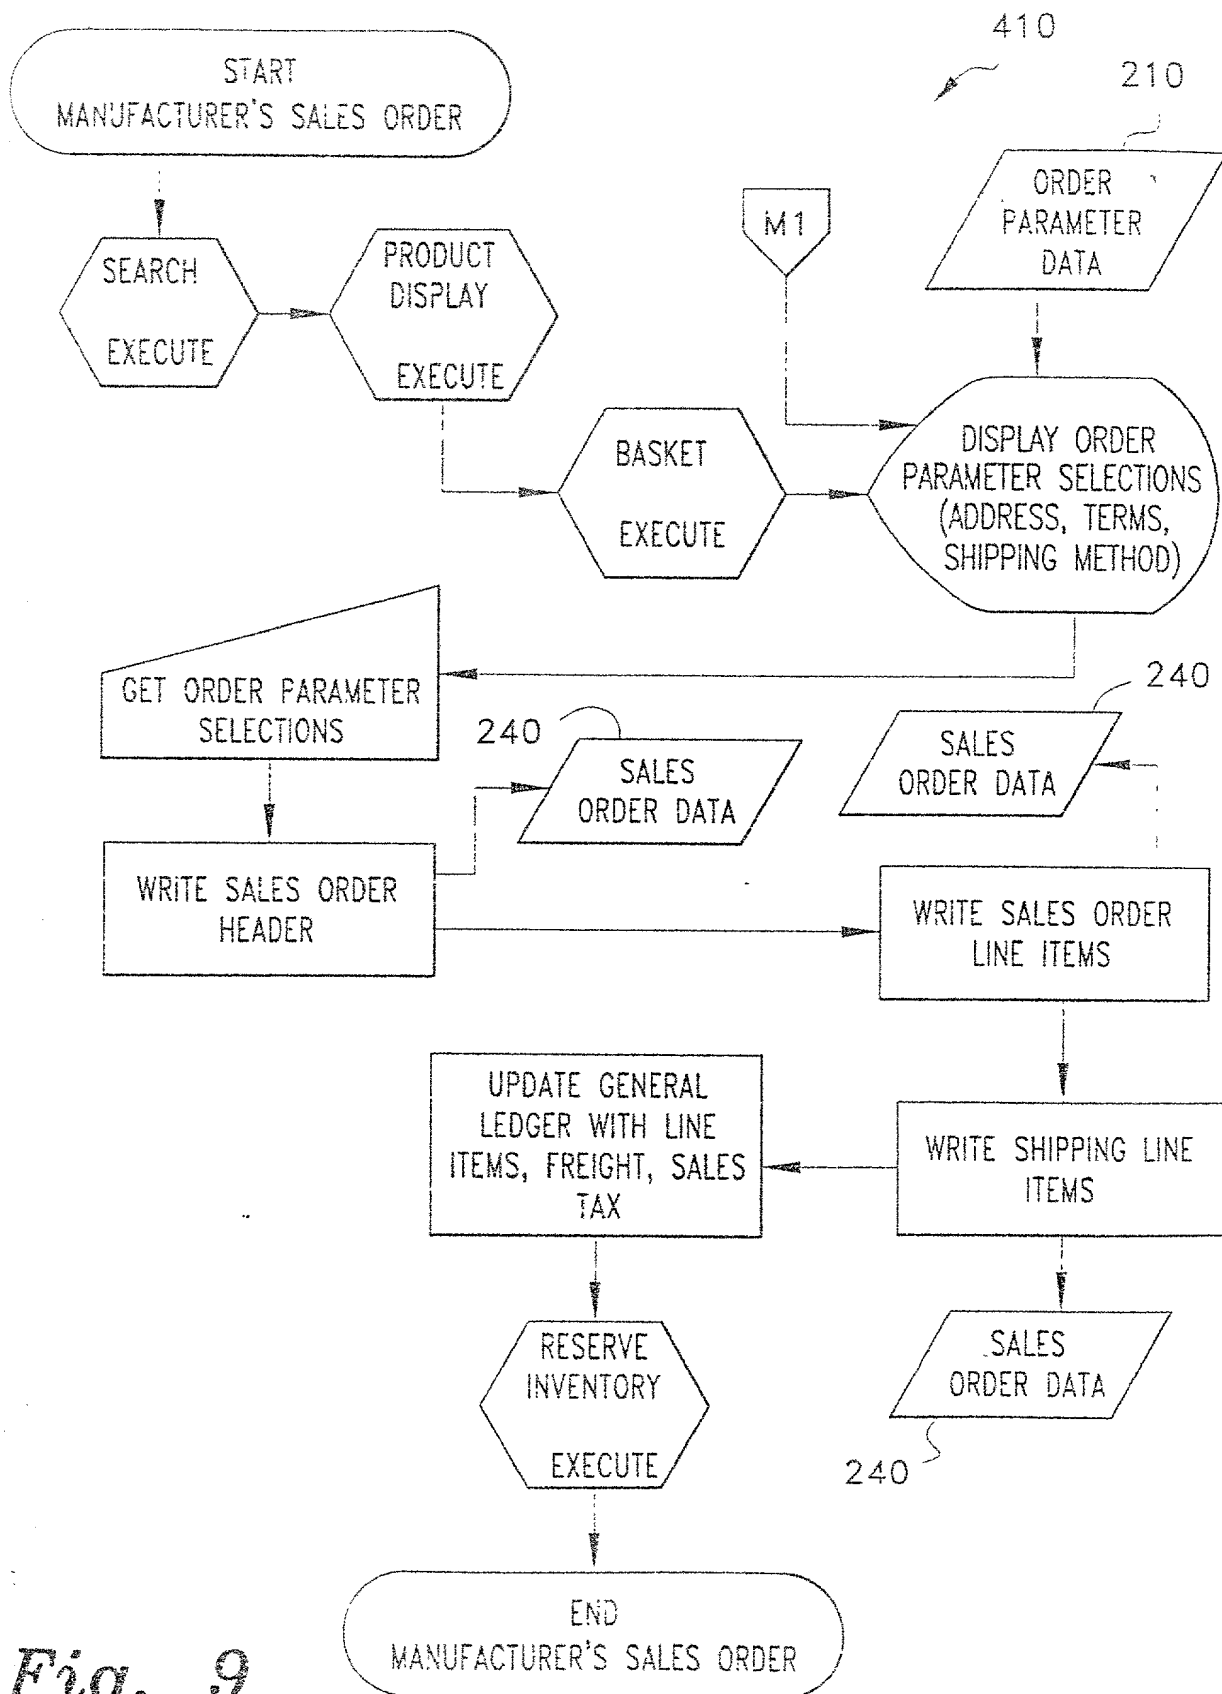 410
START
MANUFACTURER'S SALES ORDER
210
ORDER
PARAMETER
DATA
M1
SEARCH
EXECUTE
PRODUCT
DISPLAY
EXECUTE
BASKET
EXECUTE
DISPLAY ORDER
PARAMETER SELECTIONS
(ADDRESS, TERMS,
SHIPPING METHOD)
GET ORDER PARAMETER
SELECTIONS
240
SALES
ORDER DATA
240
SALES
ORDER DATA
WRITE SALES ORDER
HEADER
WRITE SALES ORDER
LINE ITEMS
UPDATE GENERAL
LEDGER WITH LINE
ITEMS, FREIGHT, SALES
TAX
WRITE SHIPPING LINE
ITEMS
RESERVE
INVENTORY
EXECUTE
SALES
ORDER DATA
240
END
MANUFACTURER'S SALES ORDER
Fig. 9